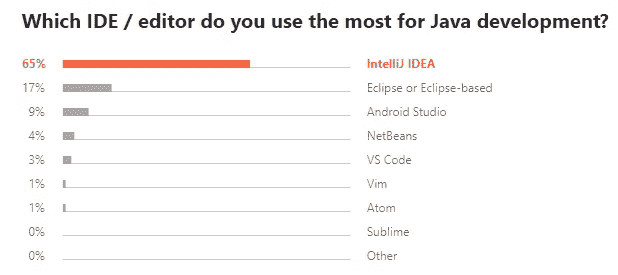 Which IDE / editor do you use the most for Java development?
65% IntelliJ IDEA
17% Eclipse or Eclipse-based
9% Android Studio
4% NetBeans
3% VS Code
1% Vim
1% Atom
0% Sublime
0% Other